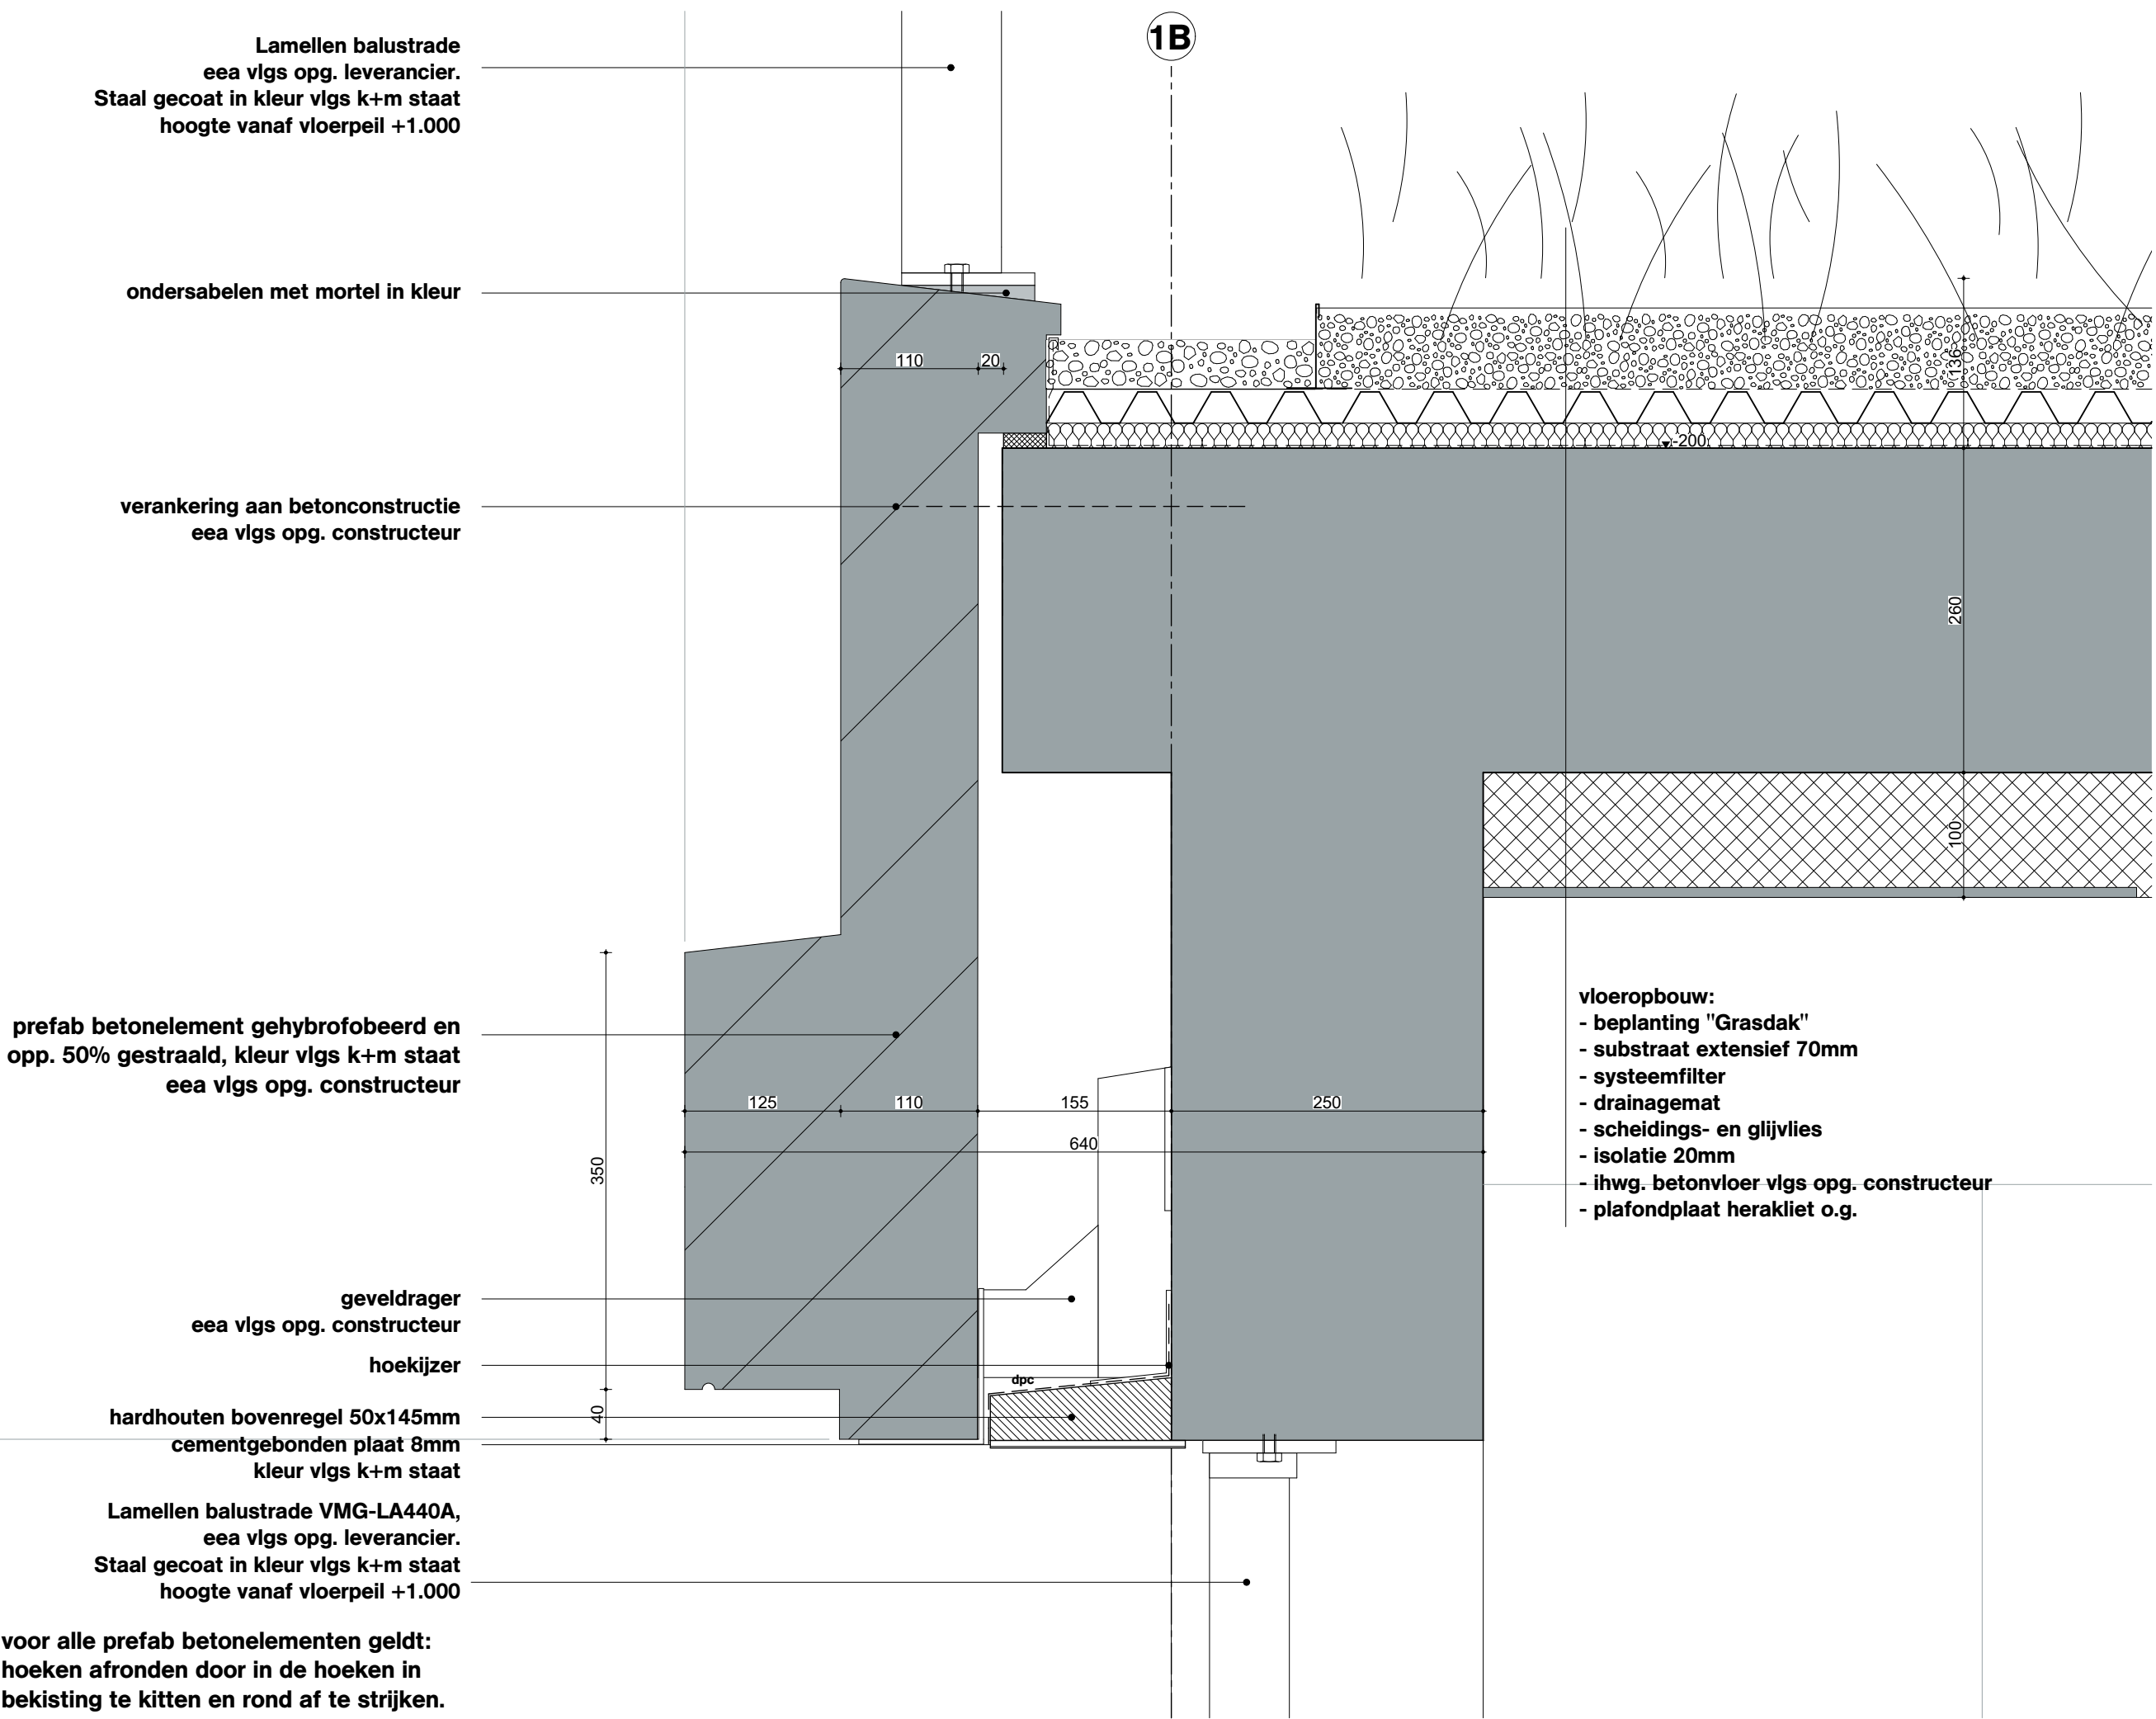 1B
Lamellen balustrade
eea vlgs opg. leverancier.
Staal gecoat in kleur vlgs k+m staat
hoogte vanaf vloerpeil +1.000
ondersabelen met mortel in kleur
110
20
136
-200
verankering aan betonconstructie
eea vlgs opg. constructeur
260
100
prefab betonelement gehybrofobeerd en
opp. 50% gestraald, kleur vlgs k+m staat
eea vlgs opg. constructeur
vloeropbouw:
- beplanting "Grasdak"
- substraat extensief 70mm
- systeemfilter
- drainagemat
- scheidings- en glijvlies
- isolatie 20mm
- ihwg. betonvloer vlgs opg. constructeur
- plafondplaat herakliet o.g.
125
110
155
250
640
350
geveldrager
eea vlgs opg. constructeur
hoekijzer
dpc
40
hardhouten bovenregel 50x145mm
cementgebonden plaat 8mm
kleur vlgs k+m staat
Lamellen balustrade VMG-LA440A,
eea vlgs opg. leverancier.
Staal gecoat in kleur vlgs k+m staat
hoogte vanaf vloerpeil +1.000
voor alle prefab betonelementen geldt:
hoeken afronden door in de hoeken in
bekisting te kitten en rond af te strijken.